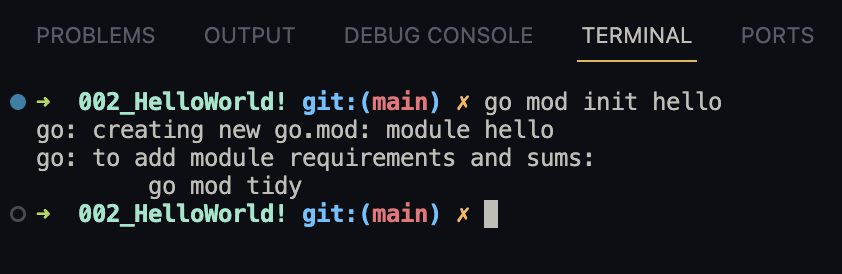 PROBLEMS OUTPUT DEBUG CONSOLE TERMINAL PORTS
➜ 002_HelloWorld! git:(main) ✗ go mod init hello
go: creating new go.mod: module hello
go: to add module requirements and sums:
go mod tidy
➜ 002_HelloWorld! git:(main) ✗